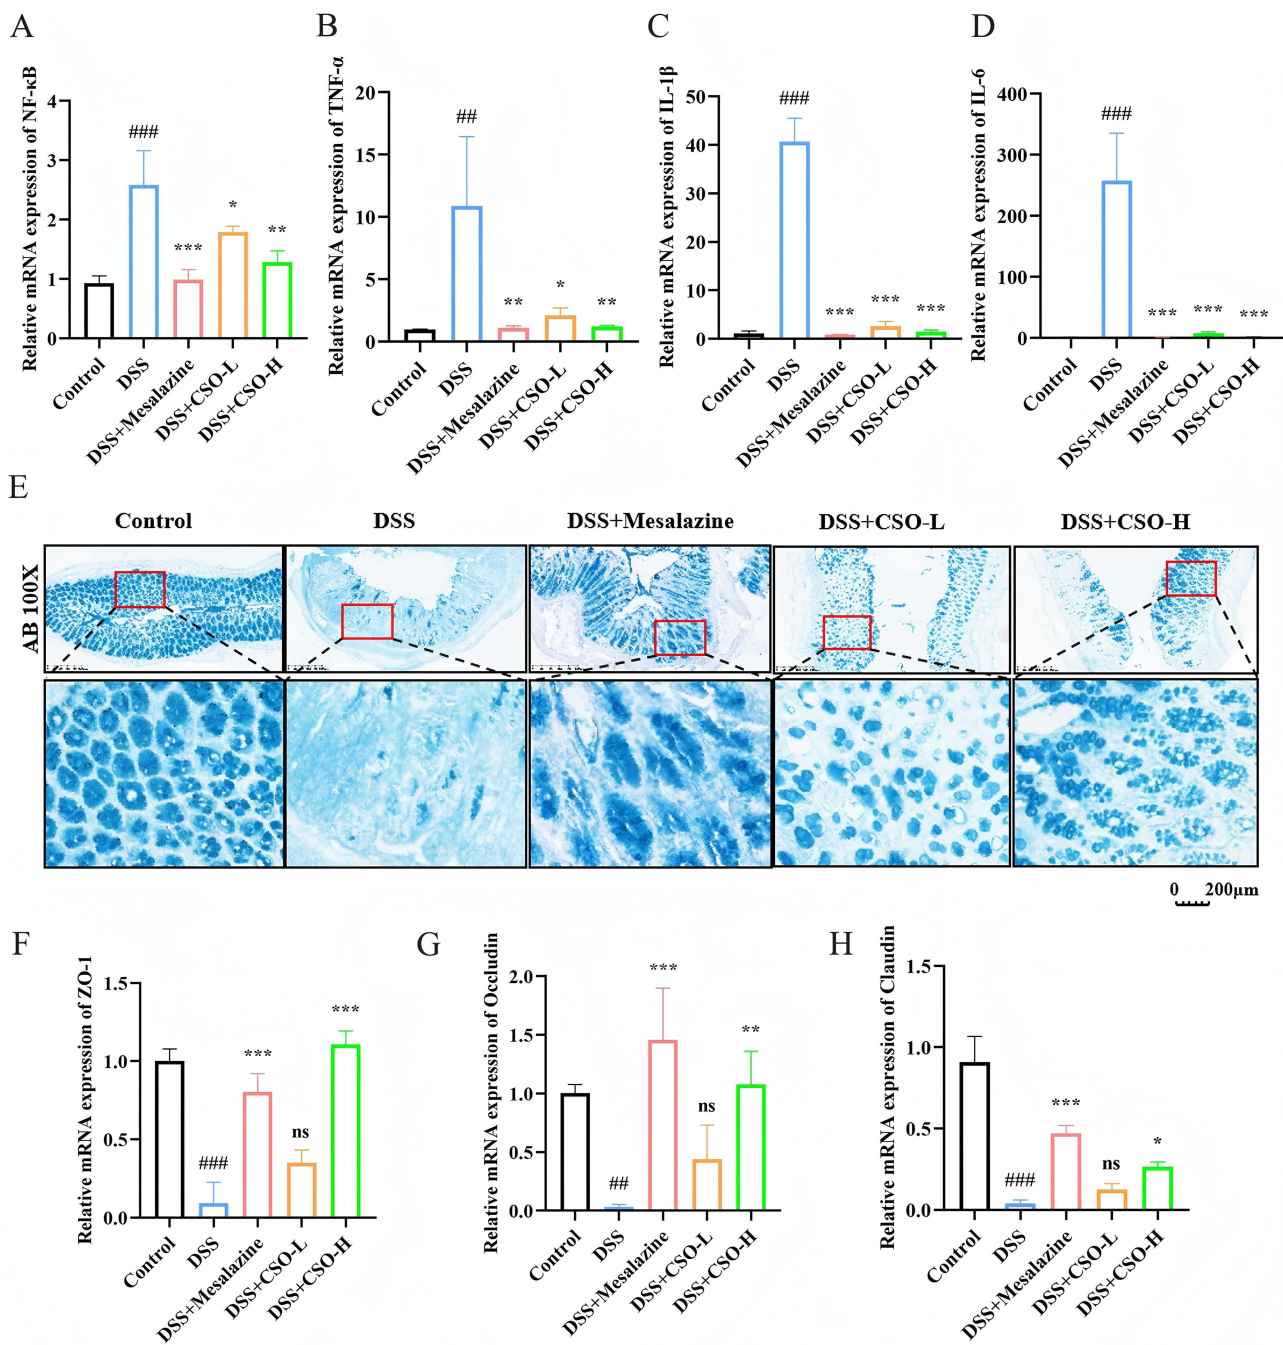 A
B
C
D
Relative mRNA expression of NF-κB
4
3
2
1
0
###
***
*
**
Control
DSS
DSS+Mesalazine
DSS+CSO-L
DSS+CSO-H
Relative mRNA expression of TNF-α
20
15
10
5
0
##
**
*
**
Control
DSS
DSS+Mesalazine
DSS+CSO-L
DSS+CSO-H
Relative mRNA expression of IL-1β
50
40
30
20
10
0
###
***
***
***
Control
DSS
DSS+Mesalazine
DSS+CSO-L
DSS+CSO-H
Relative mRNA expression of IL-6
400
300
200
100
0
###
***
***
***
Control
DSS
DSS+Mesalazine
DSS+CSO-L
DSS+CSO-H
E
Control
DSS
DSS+Mesalazine
DSS+CSO-L
DSS+CSO-H
AB 100X
0 200μm
F
G
H
Relative mRNA expression of ZO-1
1.5
1.0
0.5
0.0
###
***
ns
***
Control
DSS
DSS+Mesalazine
DSS+CSO-L
DSS+CSO-H
Relative mRNA expression of Occludin
2.0
1.5
1.0
0.5
0.0
##
***
ns
**
Control
DSS
DSS+Mesalazine
DSS+CSO-L
DSS+CSO-H
Relative mRNA expression of Claudin
1.5
1.0
0.5
0.0
###
***
ns
*
Control
DSS
DSS+Mesalazine
DSS+CSO-L
DSS+CSO-H